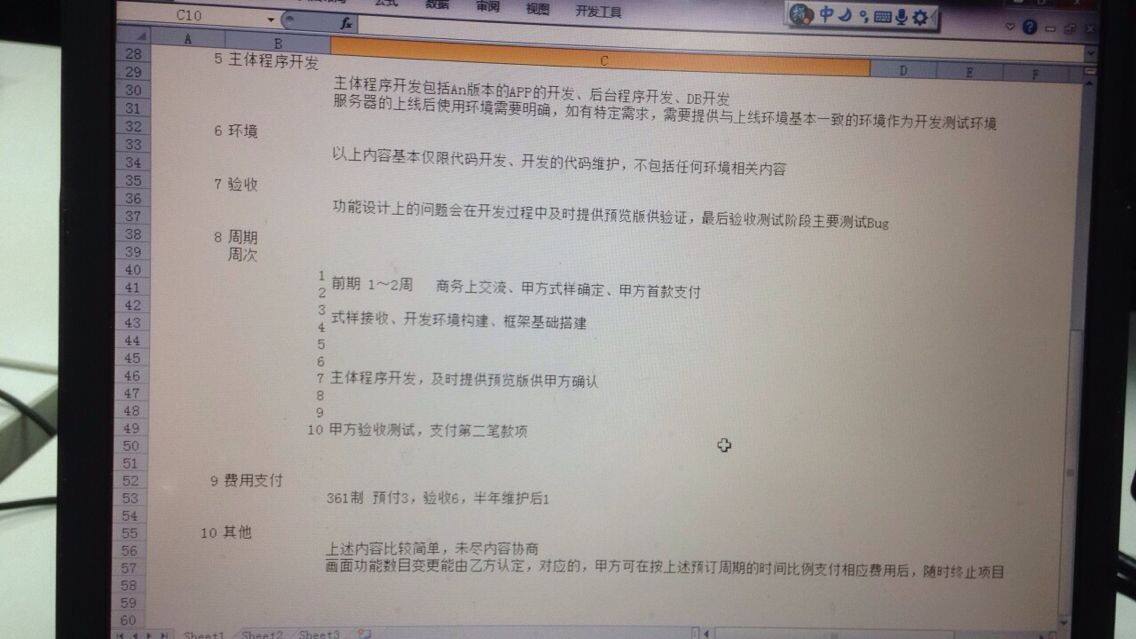 C10
fx
公式 数据 审阅 视图 开发工具
中
A B C D E F
28 5 主体程序开发
29
30 主体程序开发包括An版本的APP的开发、后台程序开发、DB开发
31 服务器的上线后使用环境需要明确，如有特定需求，需要提供与上线环境基本一致的环境作为开发测试环境
32 6 环境
33
34 以上内容基本仅限代码开发、开发的代码维护，不包括任何环境相关内容
35 7 验收
36
37 功能设计上的问题会在开发过程中及时提供预览版供验证，最后验收测试阶段主要测试Bug
38 8 周期
39 周次
40 1
41 2 前期 1～2周 商务上交流、甲方式样确定、甲方首款支付
42 3
43 4 式样接收、开发环境构建、框架基础搭建
44 5
45 6
46 7 主体程序开发，及时提供预览版供甲方确认
47 8
48 9
49 10 甲方验收测试，支付第二笔款项
50
51
52 9 费用支付
53 361制 预付3，验收6，半年维护后1
54
55 10 其他
56 上述内容比较简单，未尽内容协商
57 画面功能数目变更能由乙方认定，对应的，甲方可在按上述预订周期的时间比例支付相应费用后，随时终止项目
58
59
60
Sheet1 Sheet2 Sheet3